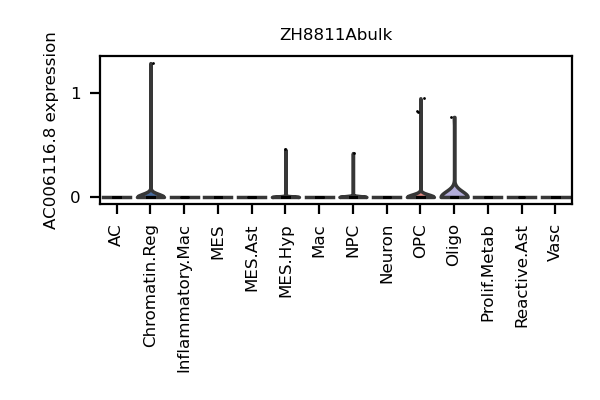 ZH8811Abulk
AC006116.8 expression
1
0
AC
Chromatin.Reg
Inflammatory.Mac
MES
MES.Ast
MES.Hyp
Mac
NPC
Neuron
OPC
Oligo
Prolif.Metab
Reactive.Ast
Vasc